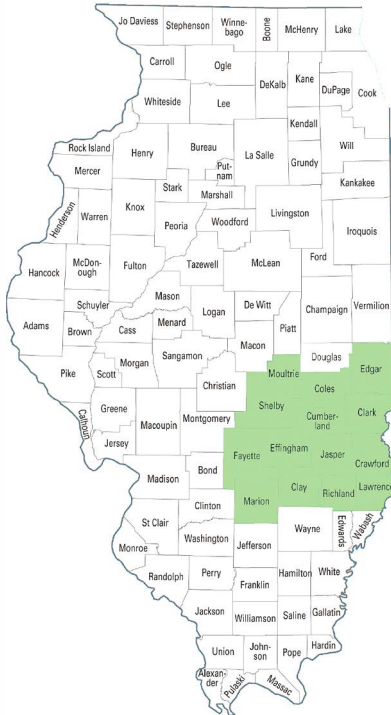 Jo Daviess
Stephenson
Winne-
bago
Boone
McHenry
Lake
Carroll
Ogle
DeKalb
Kane
DuPage
Cook
Whiteside
Lee
Kendall
Will
Rock Island
Henry
Bureau
La Salle
Grundy
Mercer
Put-
nam
Kankakee
Stark
Marshall
Henderson
Warren
Knox
Peoria
Woodford
Livingston
Iroquois
Ford
Hancock
McDon-
ough
Fulton
Tazewell
McLean
Schuyler
Mason
Logan
De Witt
Champaign
Vermilion
Adams
Brown
Cass
Menard
Piatt
Macon
Pike
Scott
Morgan
Sangamon
Christian
Moultrie
Douglas
Edgar
Coles
Shelby
Calhoun
Greene
Macoupin
Montgomery
Cumber-
land
Clark
Jersey
Fayette
Effingham
Jasper
Crawford
Madison
Bond
Clay
Richland
Lawrence
Marion
Clinton
St Clair
Washington
Wayne
Edwards
Wabash
Monroe
Jefferson
Randolph
Perry
Franklin
Hamilton
White
Jackson
Williamson
Saline
Gallatin
Union
John-
son
Pope
Hardin
Alexan-
der
Pulaski
Massac